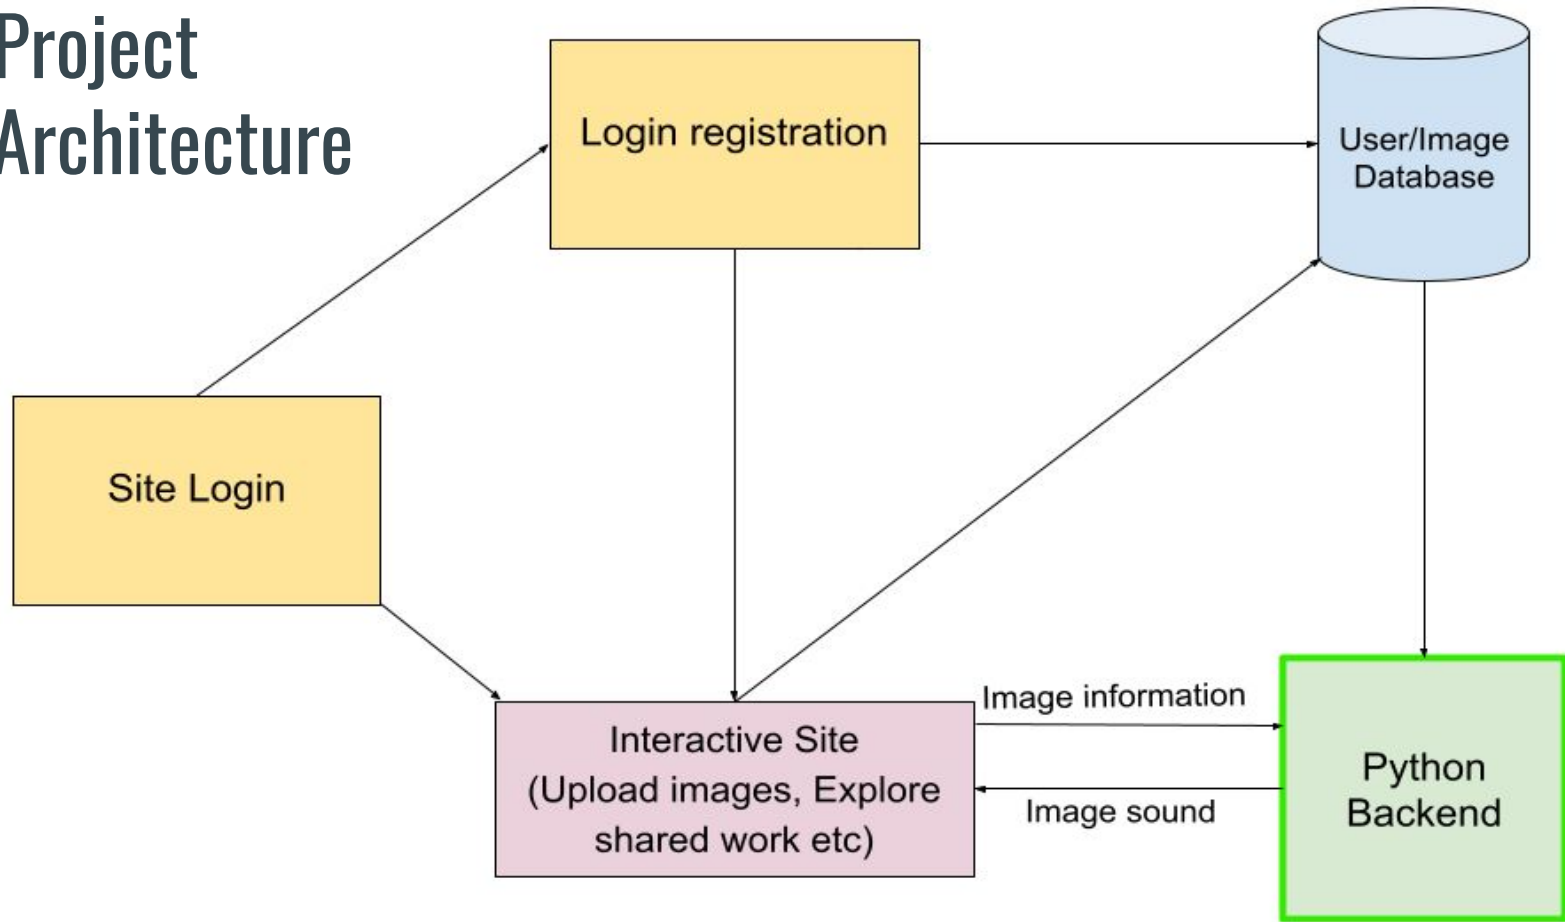 Project
Architecture
Login registration
User/Image
Database
Site Login
Image information
Interactive Site
(Upload images, Explore
shared work etc)
Python
Backend
Image sound